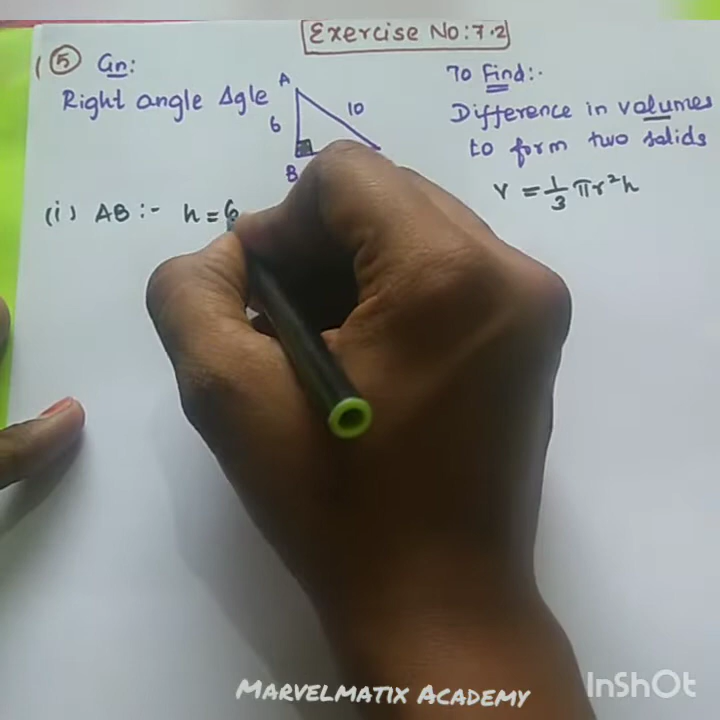 Exercise No: 7.2
5 Gn:
Right angle Δgle
A
6
10
B
To Find:-
Difference in volumes
to form two solids
V = 1/3 πr²h
(i) AB :- h = 6
MARVELMATIX ACADEMY
InShOt